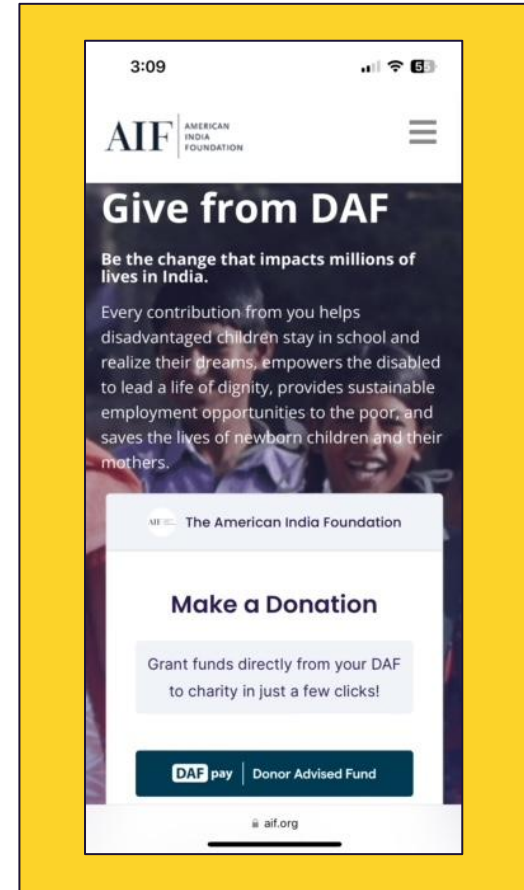 3:09
55
AIF AMERICAN
INDIA
FOUNDATION
Give from DAF
Be the change that impacts millions of
lives in India.
Every contribution from you helps
disadvantaged children stay in school and
realize their dreams, empowers the disabled
to lead a life of dignity, provides sustainable
employment opportunities to the poor, and
saves the lives of newborn children and their
mothers.
AIF The American India Foundation
Make a Donation
Grant funds directly from your DAF
to charity in just a few clicks!
DAF pay | Donor Advised Fund
aif.org